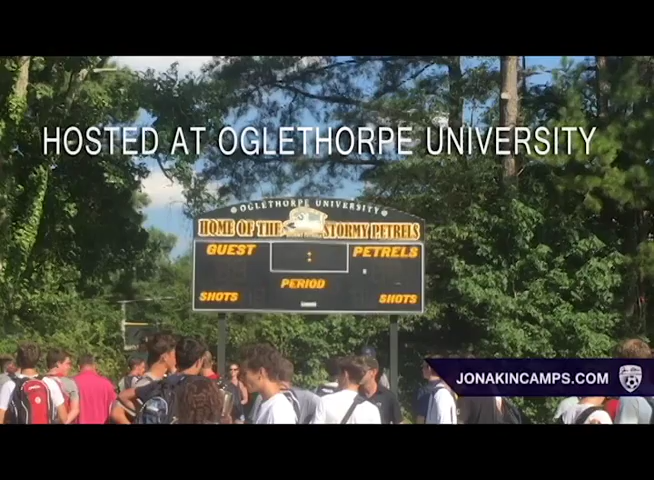 HOSTED AT OGLETHORPE UNIVERSITY
OGLETHORPE UNIVERSITY
HOME OF THE STORMY PETRELS
GUEST PETRELS
PERIOD
SHOTS SHOTS
JONAKINCAMPS.COM